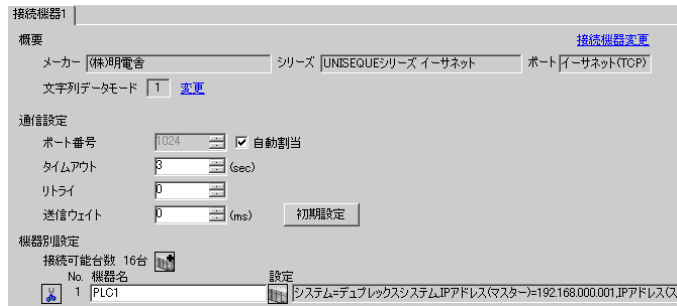 接続機器1
概要
接続機器変更
メーカー (株)明電舎 シリーズ UNISEQUEシリーズ イーサネット ポート イーサネット(TCP)
文字列データモード 1 変更
通信設定
ポート番号 1024 自動割当
タイムアウト 3 (sec)
リトライ 0
送信ウェイト 0 (ms) 初期設定
機器別設定
接続可能台数 16台
No. 機器名 設定
1 PLC1 システム=デュプレックスシステム,IPアドレス(マスター)=192.168.000.001,IPアドレス(ス